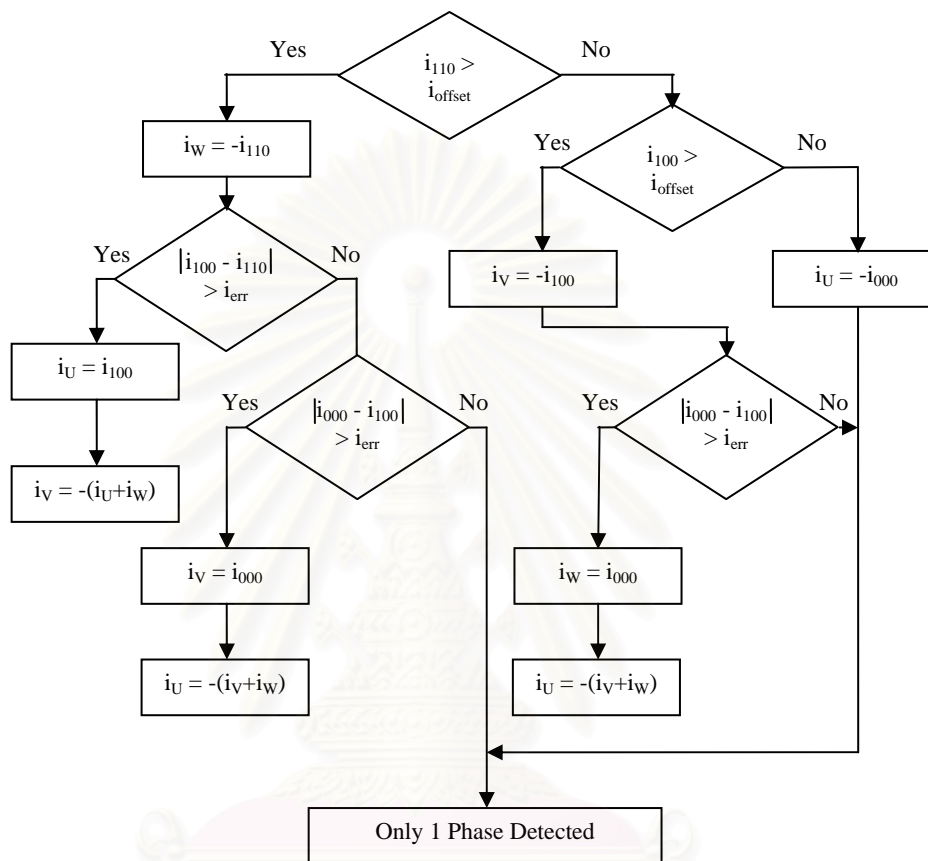 Yes
No
i110 >
ioffset
iW = -i110
Yes
No
i100 >
ioffset
Yes
No
|i100 - i110|
> ierr
iV = -i100
iU = -i000
iU = i100
Yes
No
|i000 - i100|
> ierr
Yes
No
|i000 - i100|
> ierr
iV = -(iU+iW)
iV = i000
iW = i000
iU = -(iV+iW)
iU = -(iV+iW)
Only 1 Phase Detected